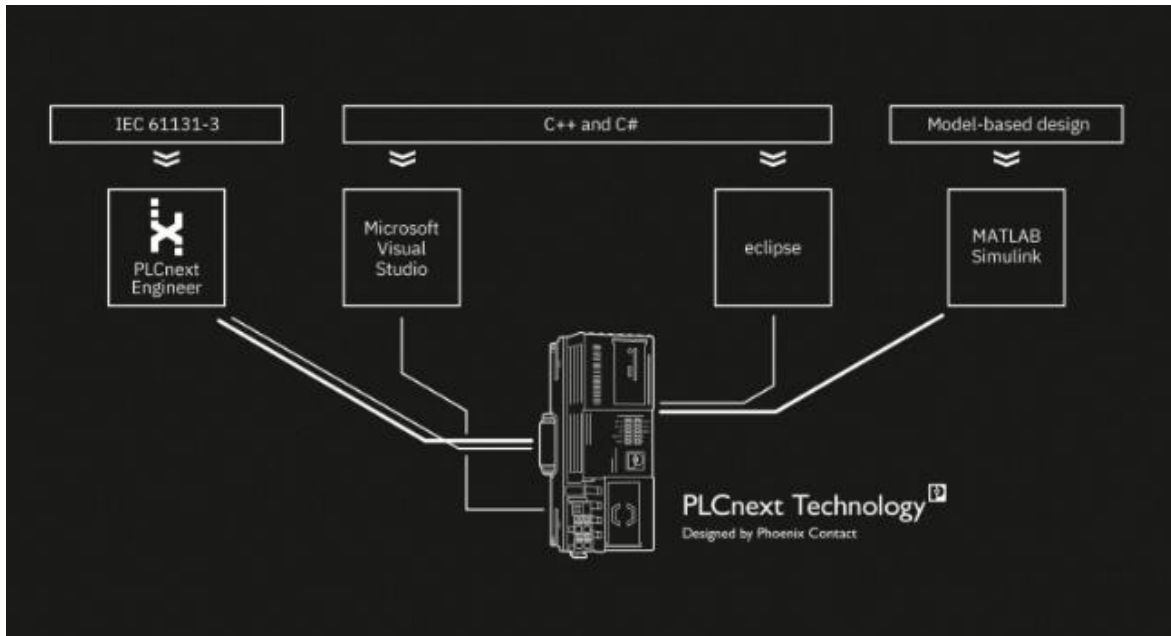 IEC 61131-3
C++ and C#
Model-based design
PLCnext
Engineer
Microsoft
Visual
Studio
eclipse
MATLAB
Simulink
PLCnext Technology
Designed by Phoenix Contact